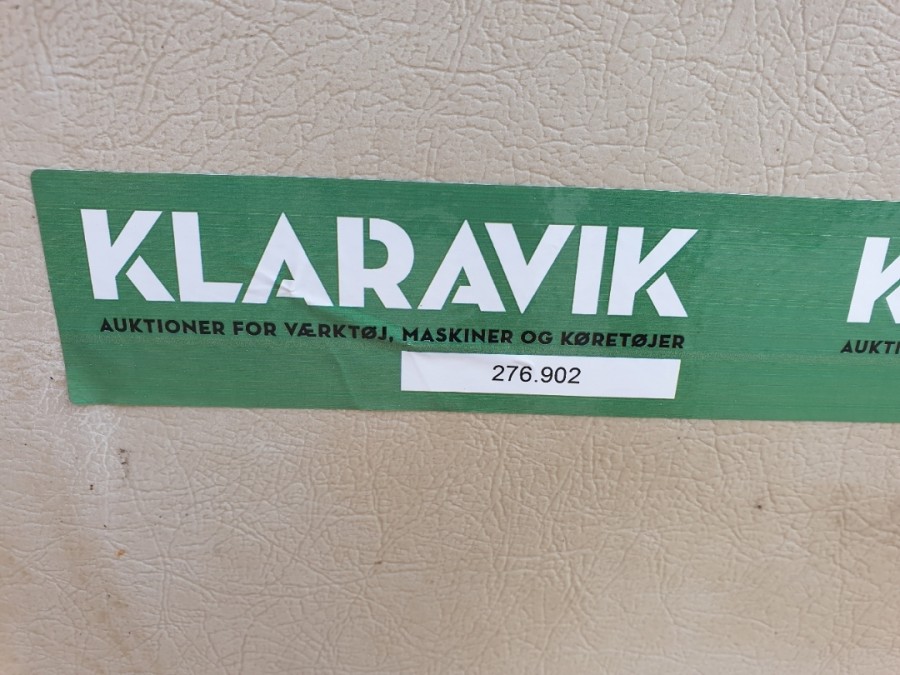 KLARAVIK
AUKTIONER FOR VÆRKTØJ, MASKINER OG KØRETØJER
276.902